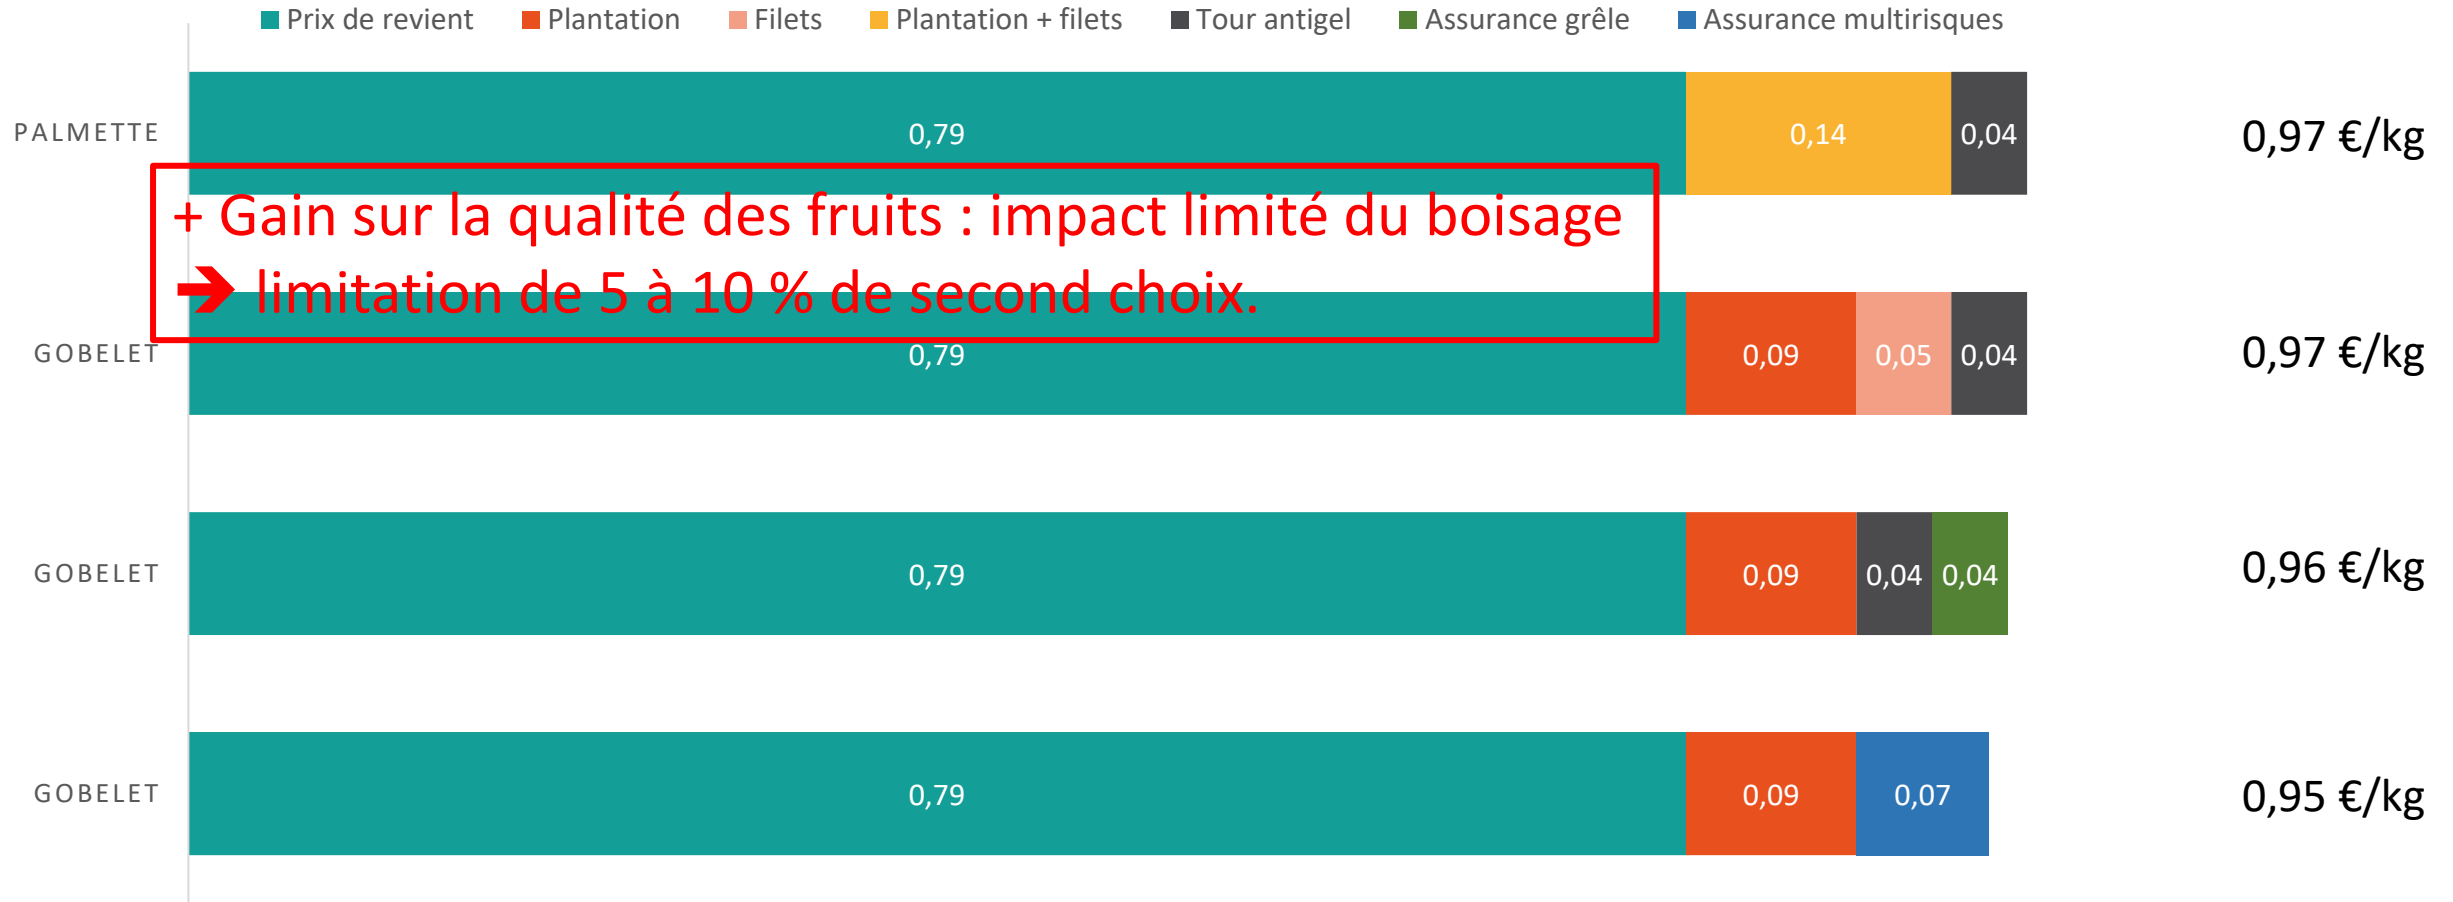 Prix de revient Plantation Filets Plantation + filets Tour antigel Assurance grêle Assurance multirisques
PALMETTE 0,79 0,14 0,04 0,97 €/kg
+ Gain sur la qualité des fruits : impact limité du boisage
➔ limitation de 5 à 10 % de second choix.
GOBELET 0,79 0,09 0,05 0,04 0,97 €/kg
GOBELET 0,79 0,09 0,04 0,04 0,96 €/kg
GOBELET 0,79 0,09 0,07 0,95 €/kg